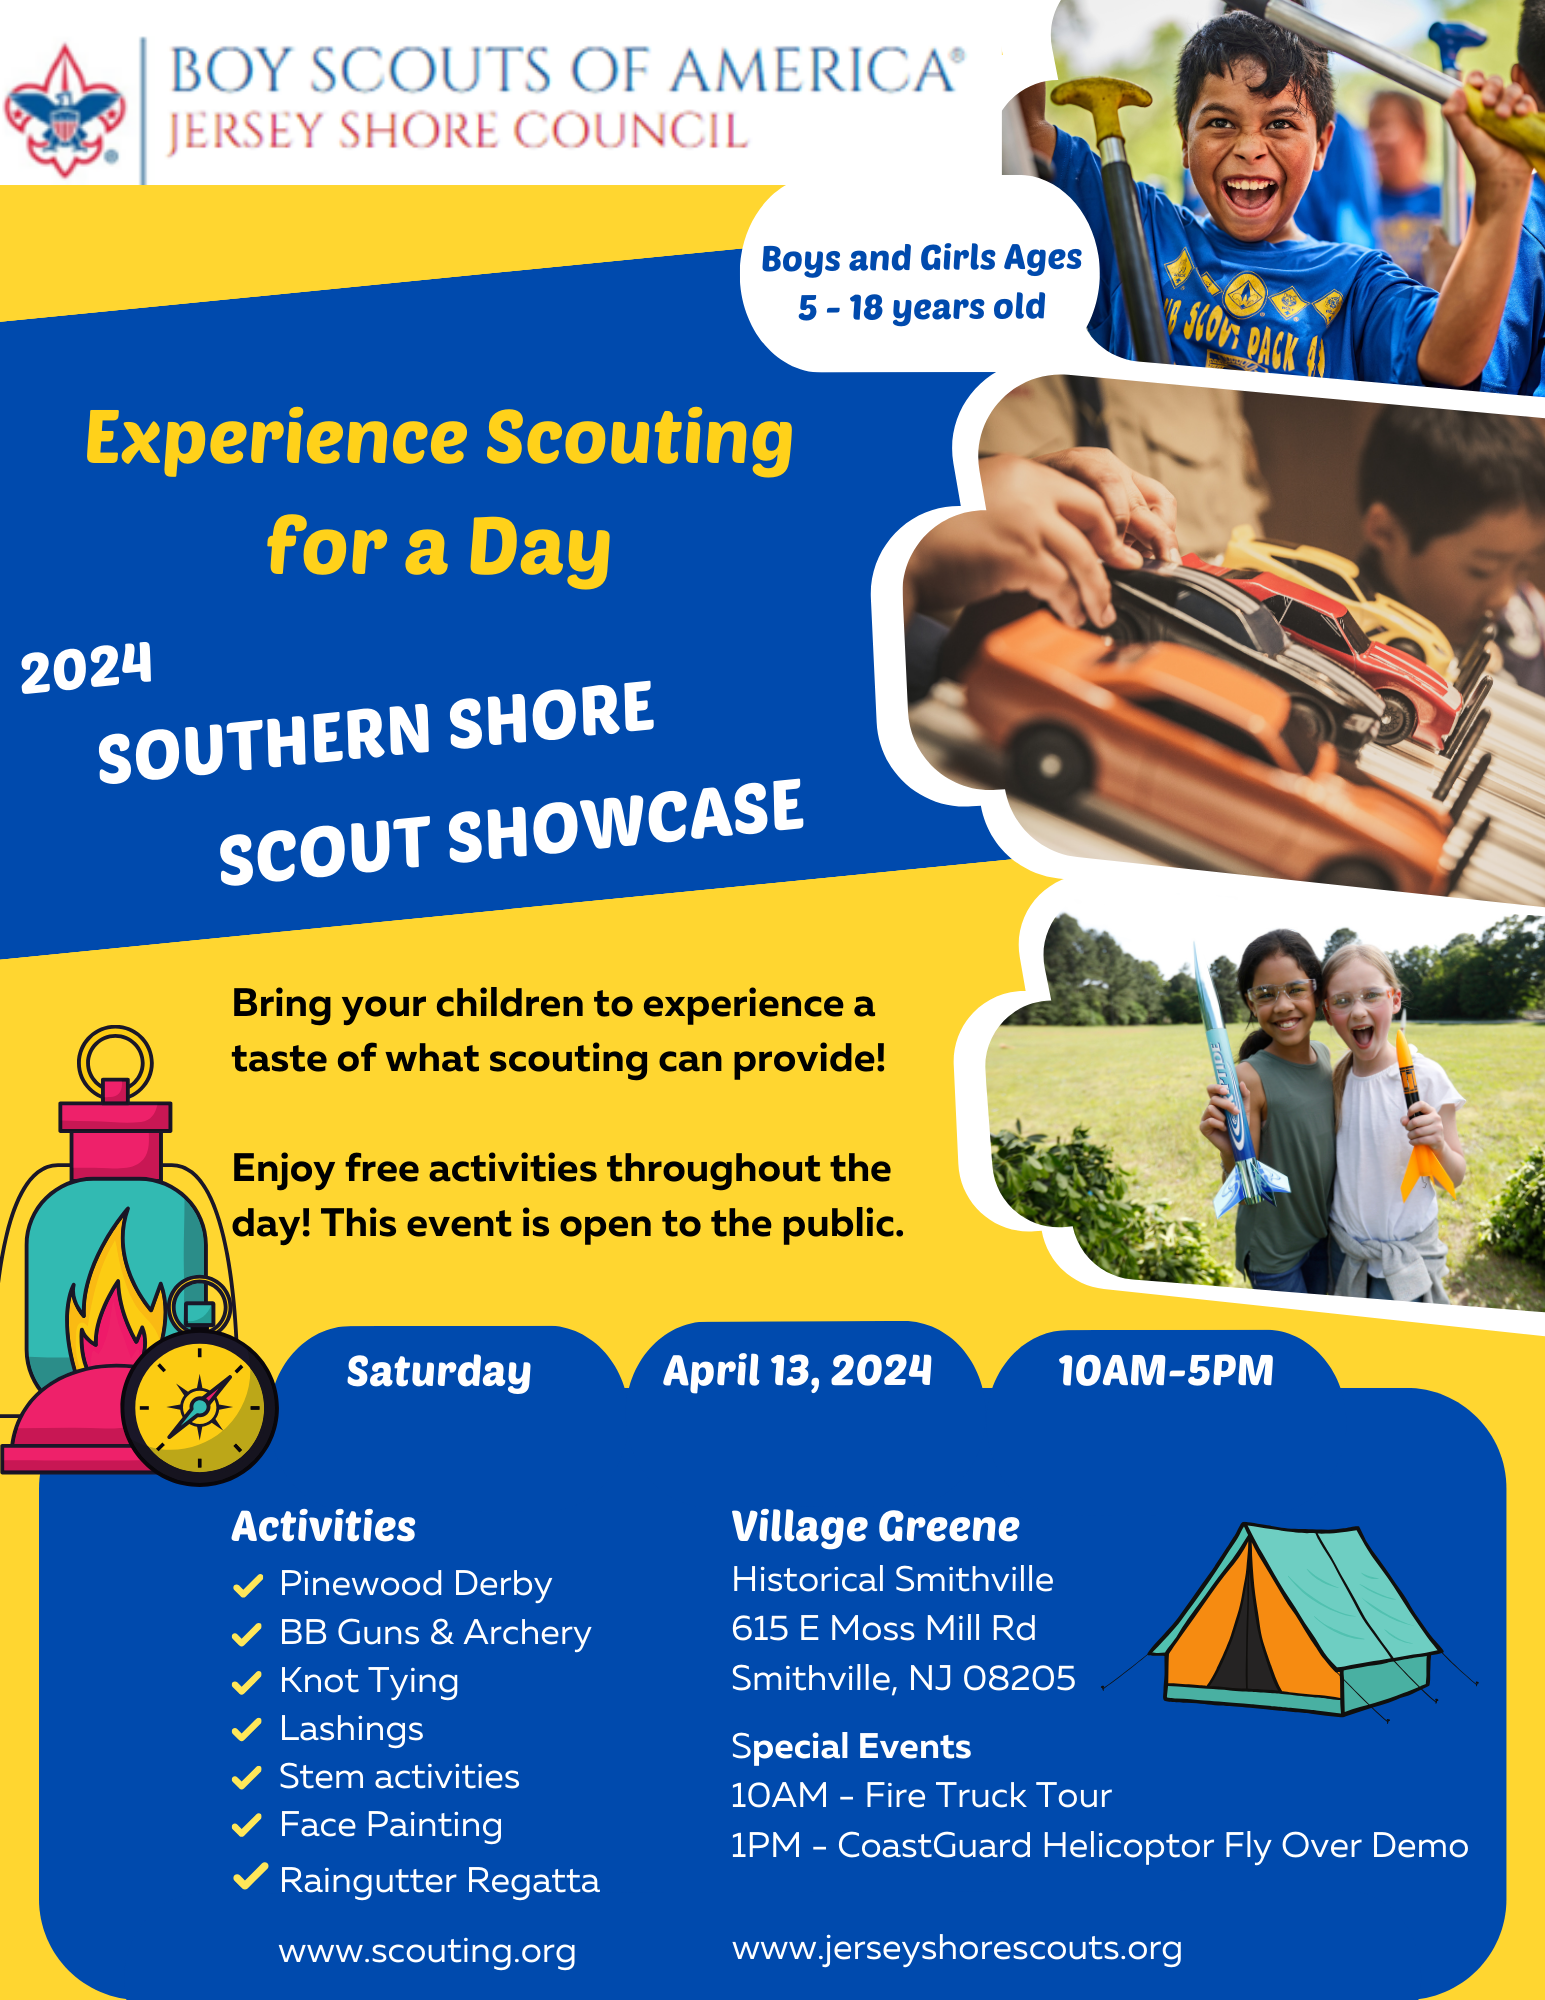 BOY SCOUTS OF AMERICA®
JERSEY SHORE COUNCIL
Boys and Girls Ages
5 - 18 years old
SCOUT PACK
Experience Scouting
for a Day
2024
SOUTHERN SHORE
SCOUT SHOWCASE
Bring your children to experience a
taste of what scouting can provide!
Enjoy free activities throughout the
day! This event is open to the public.
Saturday
April 13, 2024
10AM-5PM
Activities
Pinewood Derby
BB Guns & Archery
Knot Tying
Lashings
Stem activities
Face Painting
Raingutter Regatta
www.scouting.org
Village Greene
Historical Smithville
615 E Moss Mill Rd
Smithville, NJ 08205
Special Events
10AM - Fire Truck Tour
1PM - CoastGuard Helicoptor Fly Over Demo
www.jerseyshorescouts.org